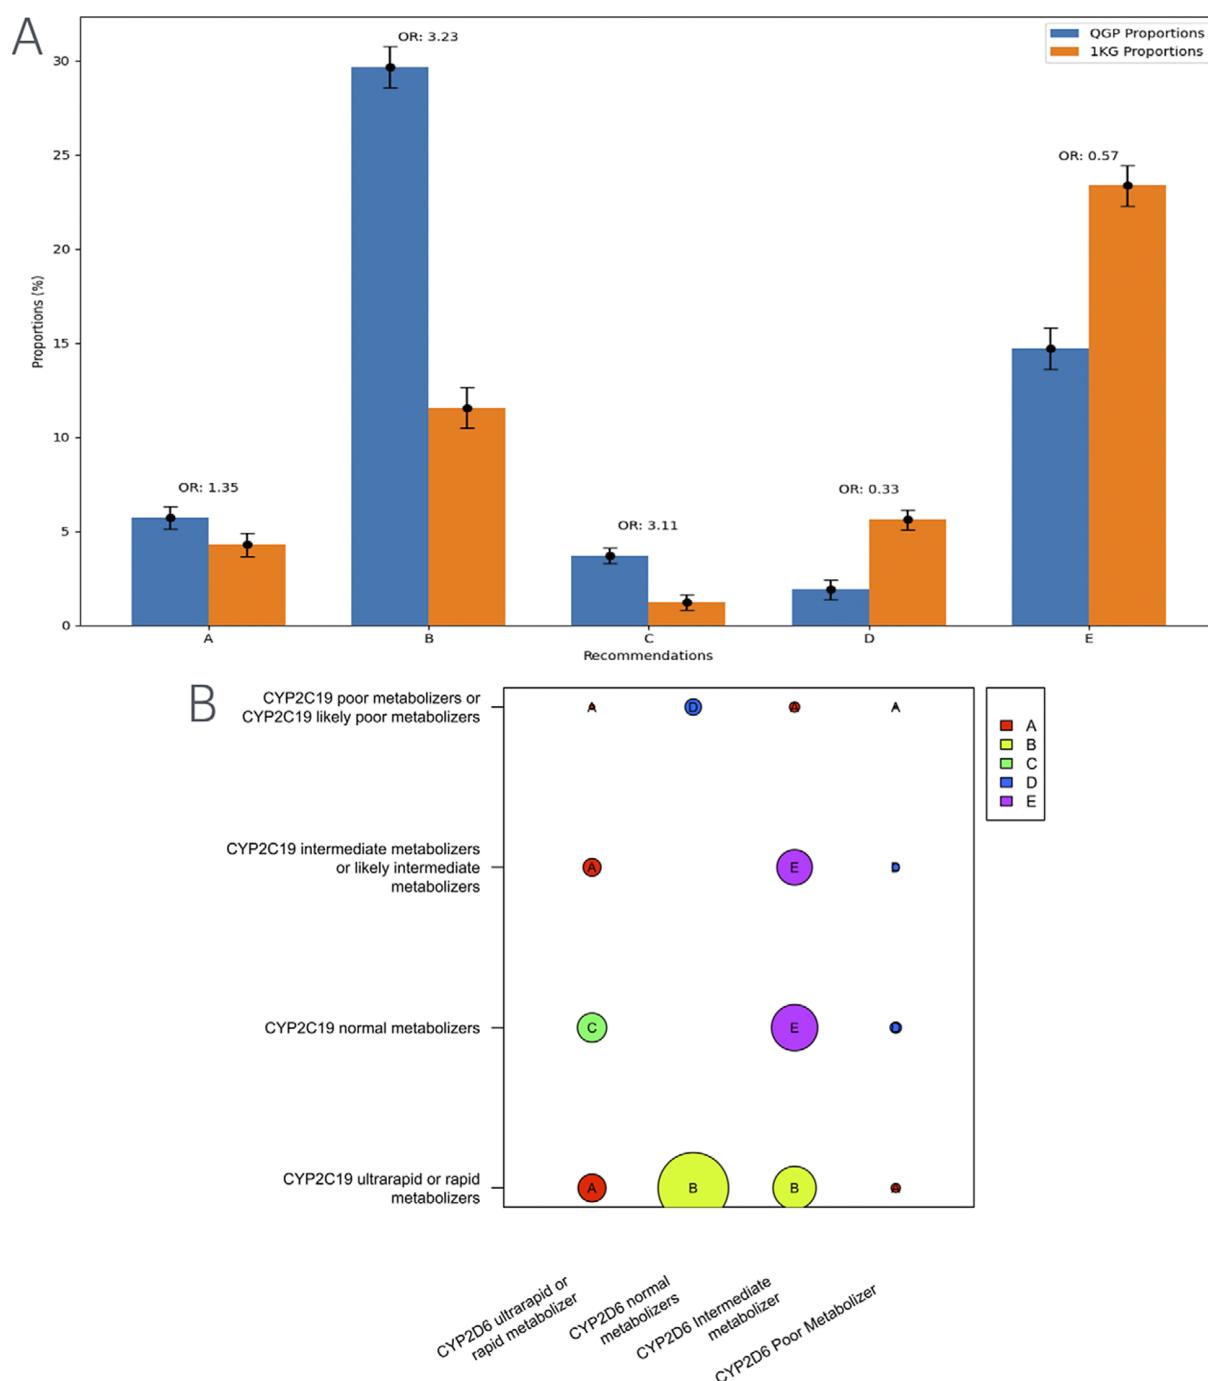 A
OR: 3.23
QGP Proportions
1KG Proportions
30
OR: 0.57
25
20
Proportions (%)
15
10
OR: 1.35
OR: 0.33
OR: 3.11
5
0
A B C D E
Recommendations
B
CYP2C19 poor metabolizers or
CYP2C19 likely poor metabolizers
A D A A
A
B
C
D
E
CYP2C19 intermediate metabolizers
or likely intermediate
metabolizers
A E D
CYP2C19 normal metabolizers
C E D
CYP2C19 ultrarapid or rapid
metabolizers
A B B A
CYP2D6 ultrarapid or
rapid metabolizer
CYP2D6 normal
metabolizers
CYP2D6 Intermediate
metabolizer
CYP2D6 Poor Metabolizer